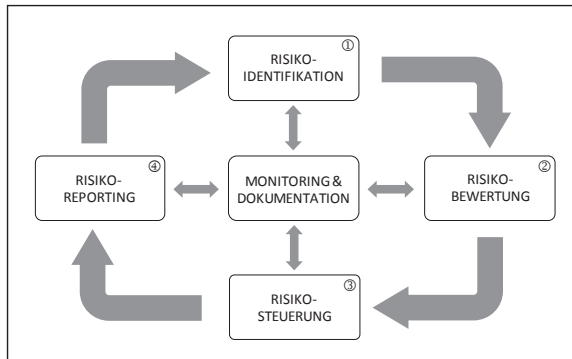 ①
RISIKO-
IDENTIFIKATION
④
RISIKO-
REPORTING
MONITORING &
DOKUMENTATION
②
RISIKO-
BEWERTUNG
③
RISIKO-
STEUERUNG